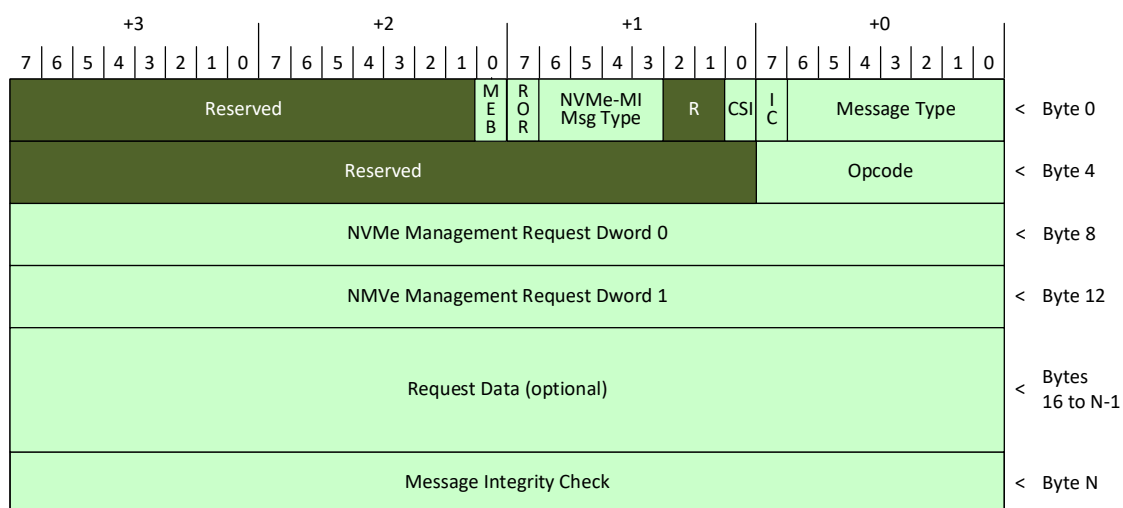 +3 +2 +1 +0
7 6 5 4 3 2 1 0 7 6 5 4 3 2 1 0 7 6 5 4 3 2 1 0 7 6 5 4 3 2 1 0
Reserved MEB ROR NVMe-MI Msg Type R CSI IC Message Type < Byte 0
Reserved Opcode < Byte 4
NVMe Management Request Dword 0 < Byte 8
NMVe Management Request Dword 1 < Byte 12
Request Data (optional) < Bytes 16 to N-1
Message Integrity Check < Byte N